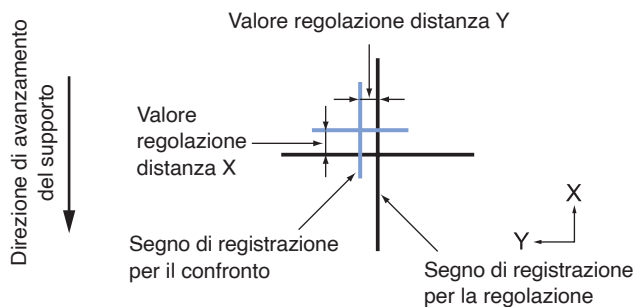 Direzione di avanzamento
del supporto
Valore regolazione distanza Y
Valore
regolazione
distanza X
Segno di registrazione
per il confronto
Segno di registrazione
per la regolazione
X
Y